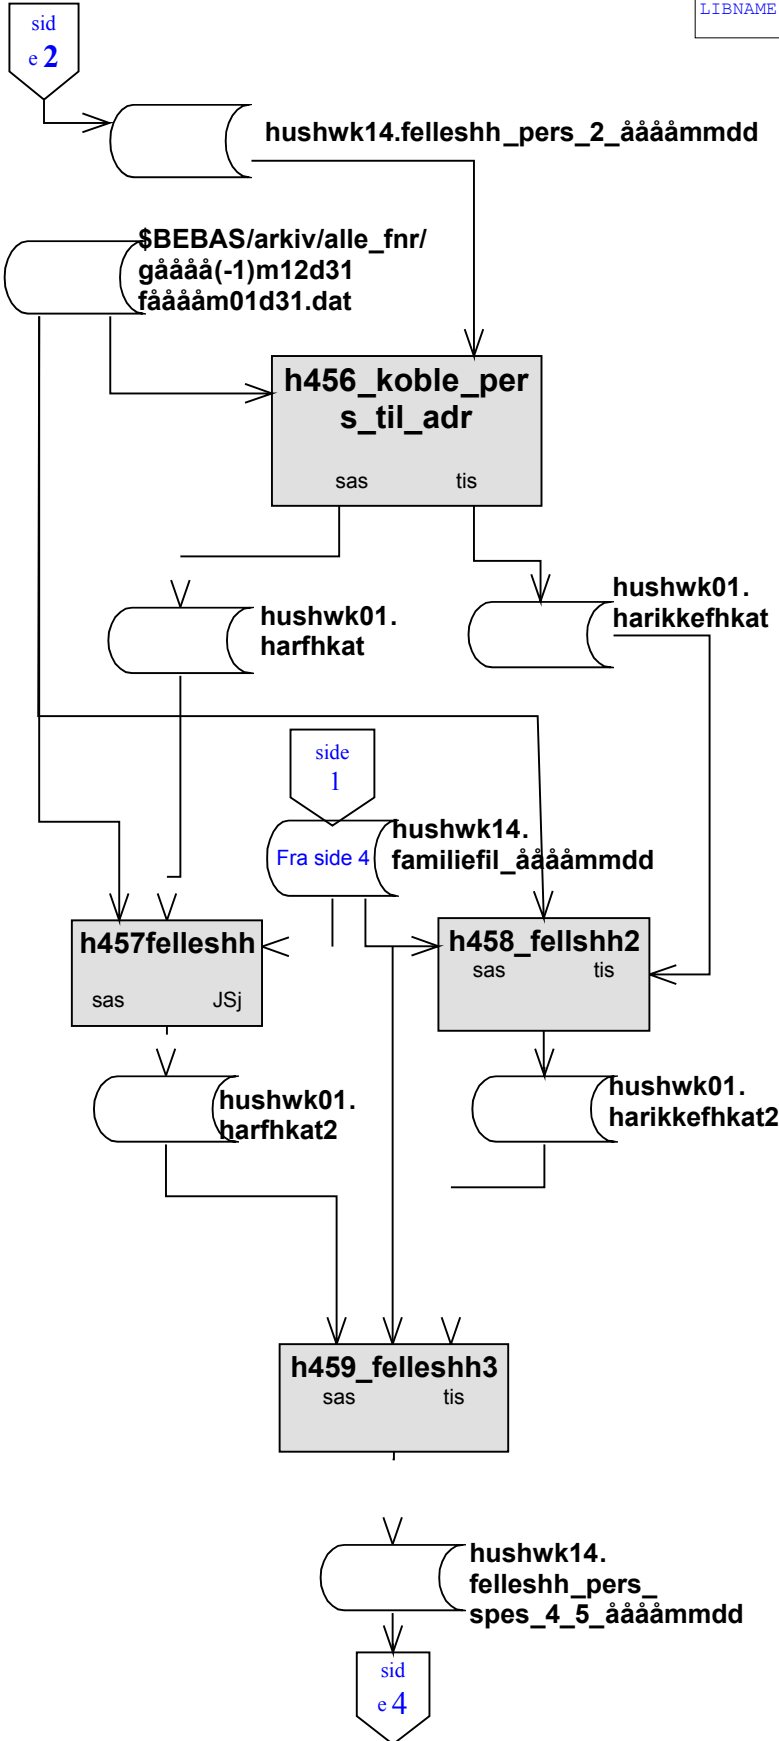 LIBNAME
sid
e 2
hushwk14.felleshh_pers_2_ååååmmdd
$BEBAS/arkiv/alle_fnr/
gåååå(-1)m12d31
fååååm01d31.dat
h456_koble_per
s_til_adr
sas tis
hushwk01.
harfhkat
hushwk01.
harikkefhkat
side
1
Fra side 4
hushwk14.
familiefil_ååååmmdd
h457felleshh
sas JSj
h458_fellshh2
sas tis
hushwk01.
harfhkat2
hushwk01.
harikkefhkat2
h459_felleshh3
sas tis
hushwk14.
felleshh_pers_
spes_4_5_ååååmmdd
sid
e 4